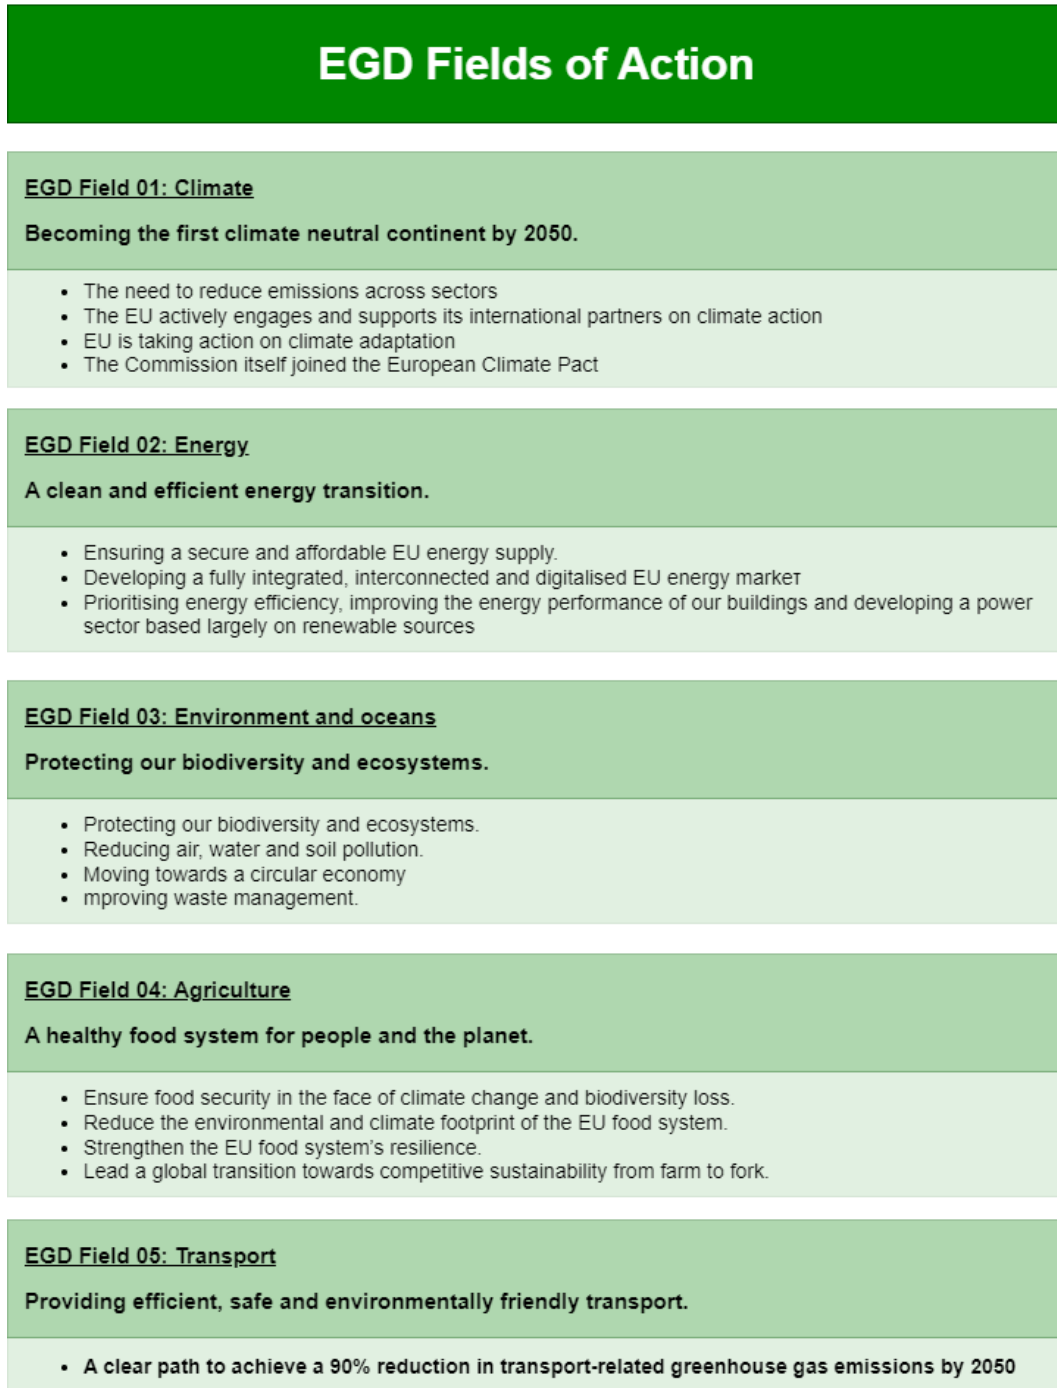 EGD Fields of Action
EGD Field 01: Climate
Becoming the first climate neutral continent by 2050.
• The need to reduce emissions across sectors
• The EU actively engages and supports its international partners on climate action
• EU is taking action on climate adaptation
• The Commission itself joined the European Climate Pact
EGD Field 02: Energy
A clean and efficient energy transition.
• Ensuring a secure and affordable EU energy supply.
• Developing a fully integrated, interconnected and digitalised EU energy markeт
• Prioritising energy efficiency, improving the energy performance of our buildings and developing a power
sector based largely on renewable sources
EGD Field 03: Environment and oceans
Protecting our biodiversity and ecosystems.
• Protecting our biodiversity and ecosystems.
• Reducing air, water and soil pollution.
• Moving towards a circular economy
• mproving waste management.
EGD Field 04: Agriculture
A healthy food system for people and the planet.
• Ensure food security in the face of climate change and biodiversity loss.
• Reduce the environmental and climate footprint of the EU food system.
• Strengthen the EU food system’s resilience.
• Lead a global transition towards competitive sustainability from farm to fork.
EGD Field 05: Transport
Providing efficient, safe and environmentally friendly transport.
• A clear path to achieve a 90% reduction in transport-related greenhouse gas emissions by 2050